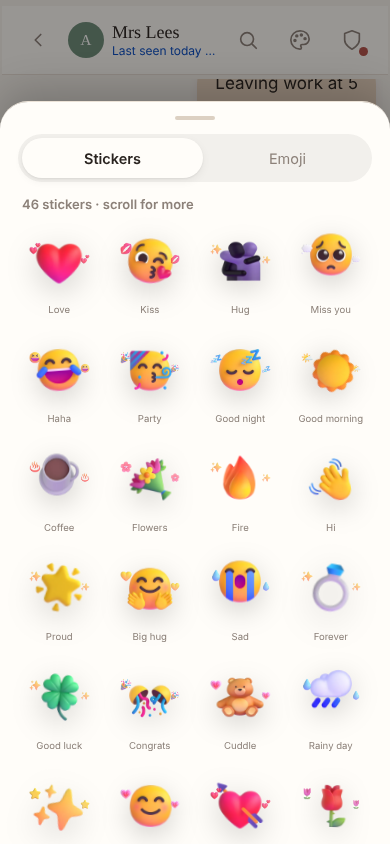 A
Mrs Lees
Last seen today ...
Leaving work at 5
Stickers
Emoji
46 stickers · scroll for more
Love
Kiss
Hug
Miss you
Haha
Party
Good night
Good morning
Coffee
Flowers
Fire
Hi
Proud
Big hug
Sad
Forever
Good luck
Congrats
Cuddle
Rainy day